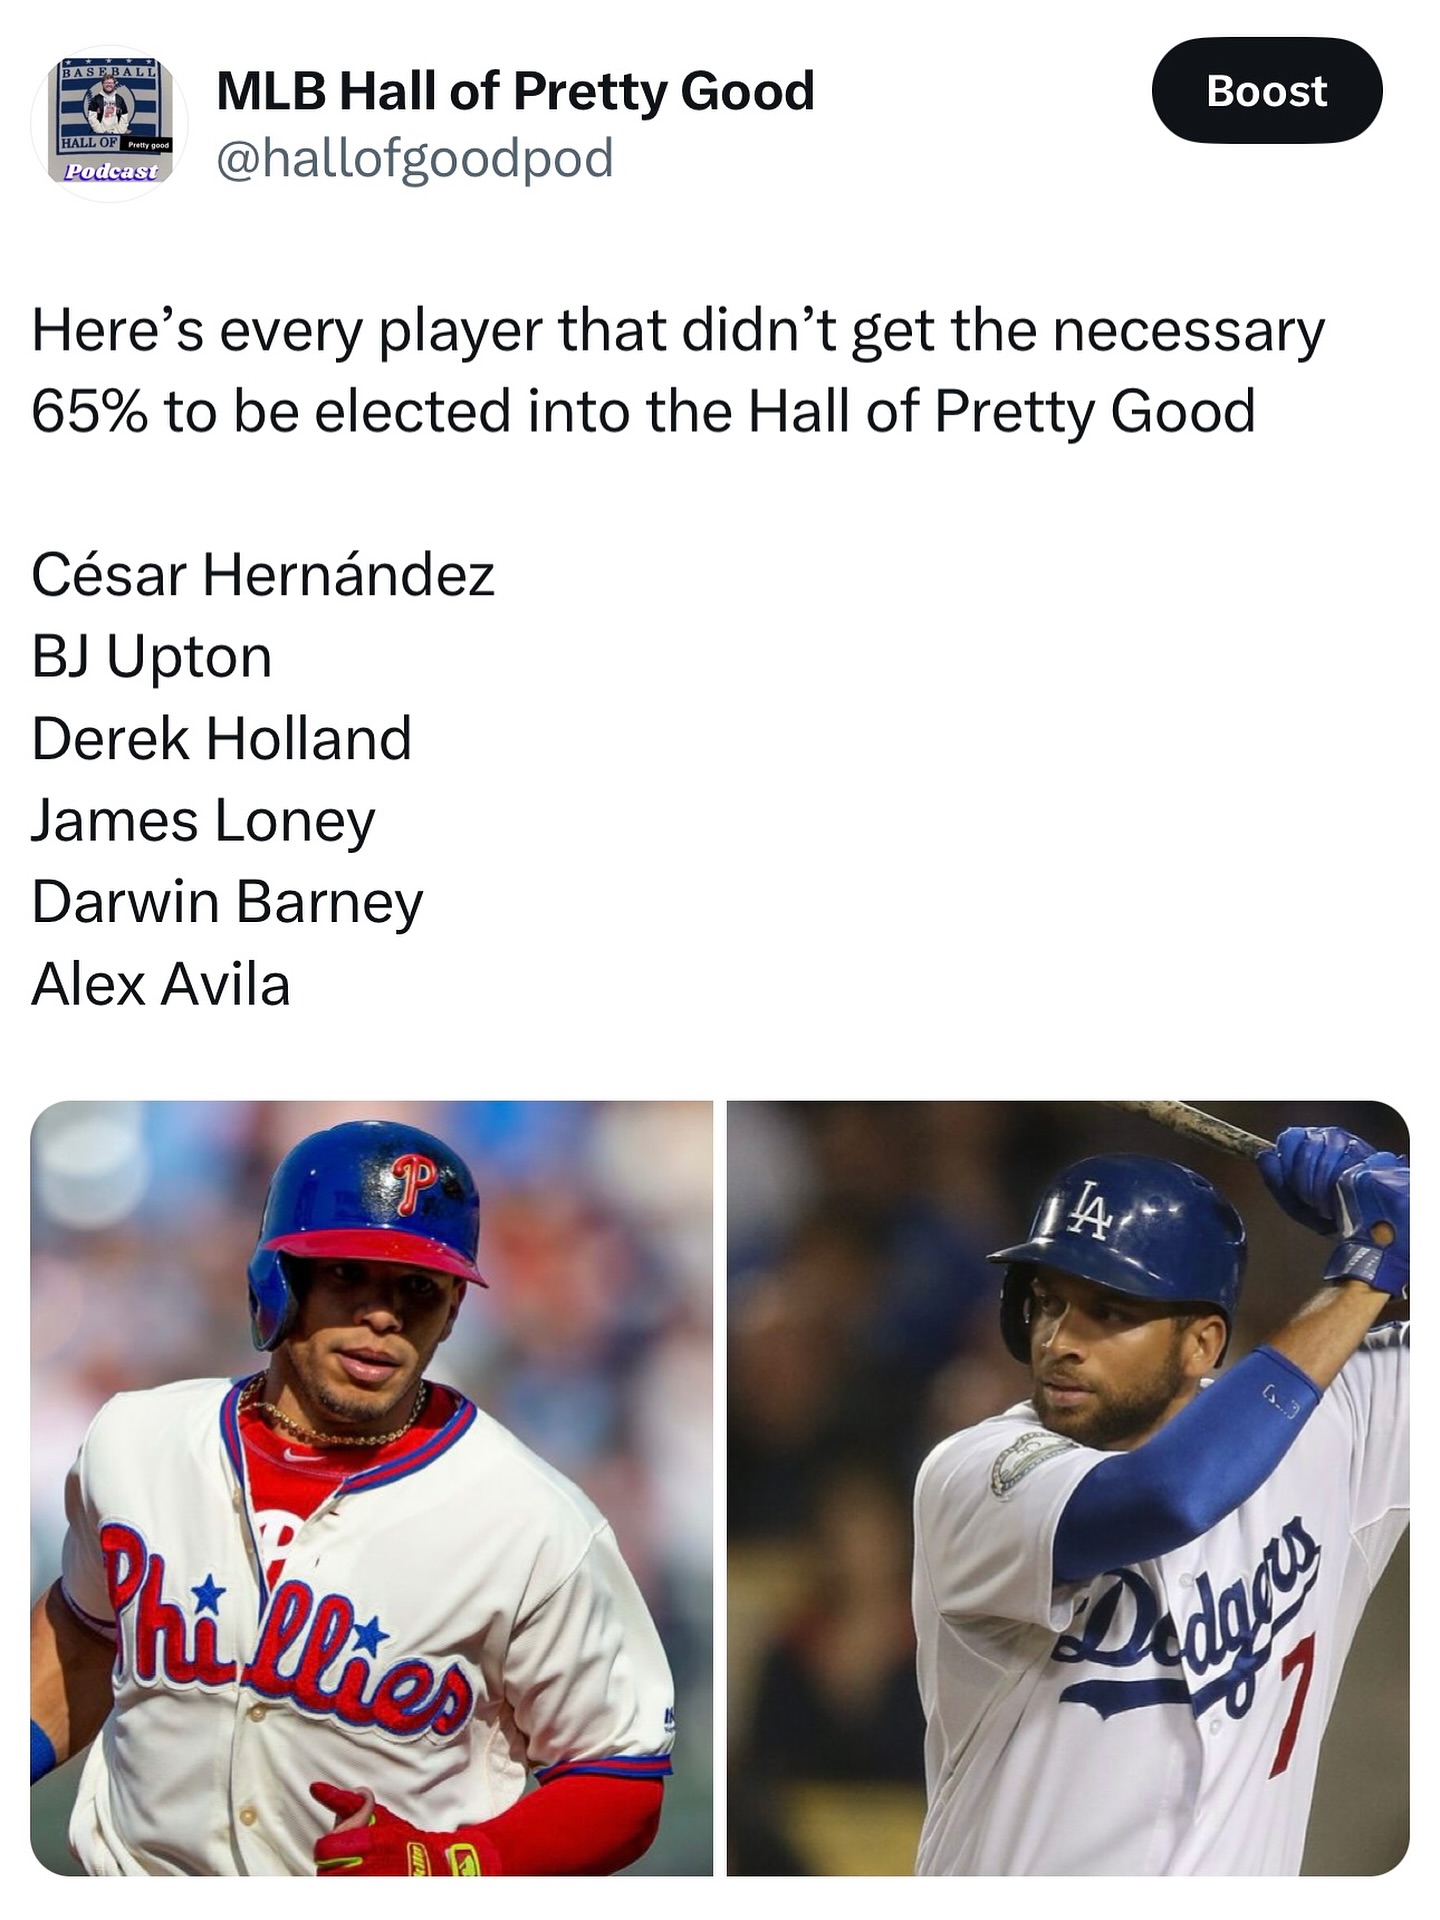 BASEBALL
HALL OF
Pretty good
Podcast
MLB Hall of Pretty Good
@hallofgoodpod
Boost
Here’s every player that didn’t get the necessary
65% to be elected into the Hall of Pretty Good
César Hernández
BJ Upton
Derek Holland
James Loney
Darwin Barney
Alex Avila
P
Phillies
LA
Dodgers
7